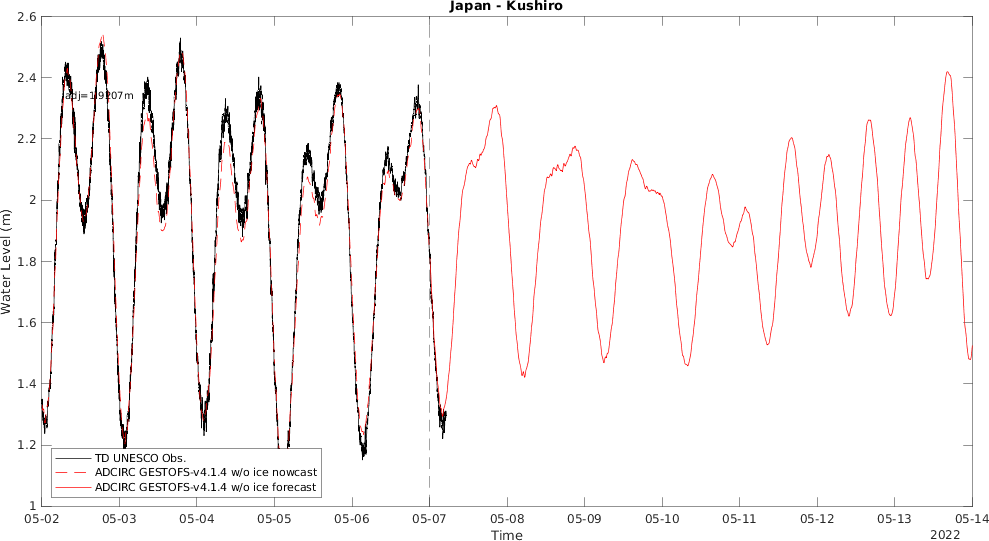 Japan - Kushiro
2.6
2.4
2.2
2
1.8
1.6
1.4
1.2
1
Water Level (m)
adj=1.9207m
TD UNESCO Obs.
ADCIRC GESTOFS-v4.1.4 w/o ice nowcast
ADCIRC GESTOFS-v4.1.4 w/o ice forecast
05-02 05-03 05-04 05-05 05-06 05-07 05-08 05-09 05-10 05-11 05-12 05-13 05-14
Time
2022